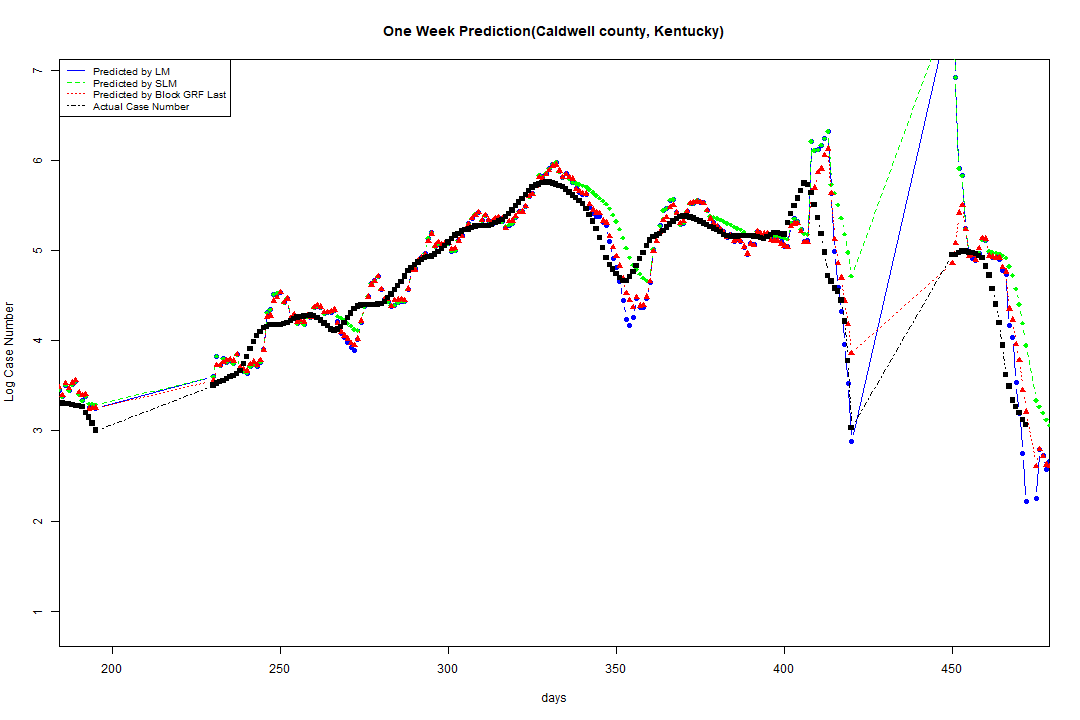 One Week Prediction(Caldwell county, Kentucky)
Predicted by LM
Predicted by SLM
Predicted by Block GRF Last
Actual Case Number
7
6
5
4
3
2
1
Log Case Number
200 250 300 350 400 450
days